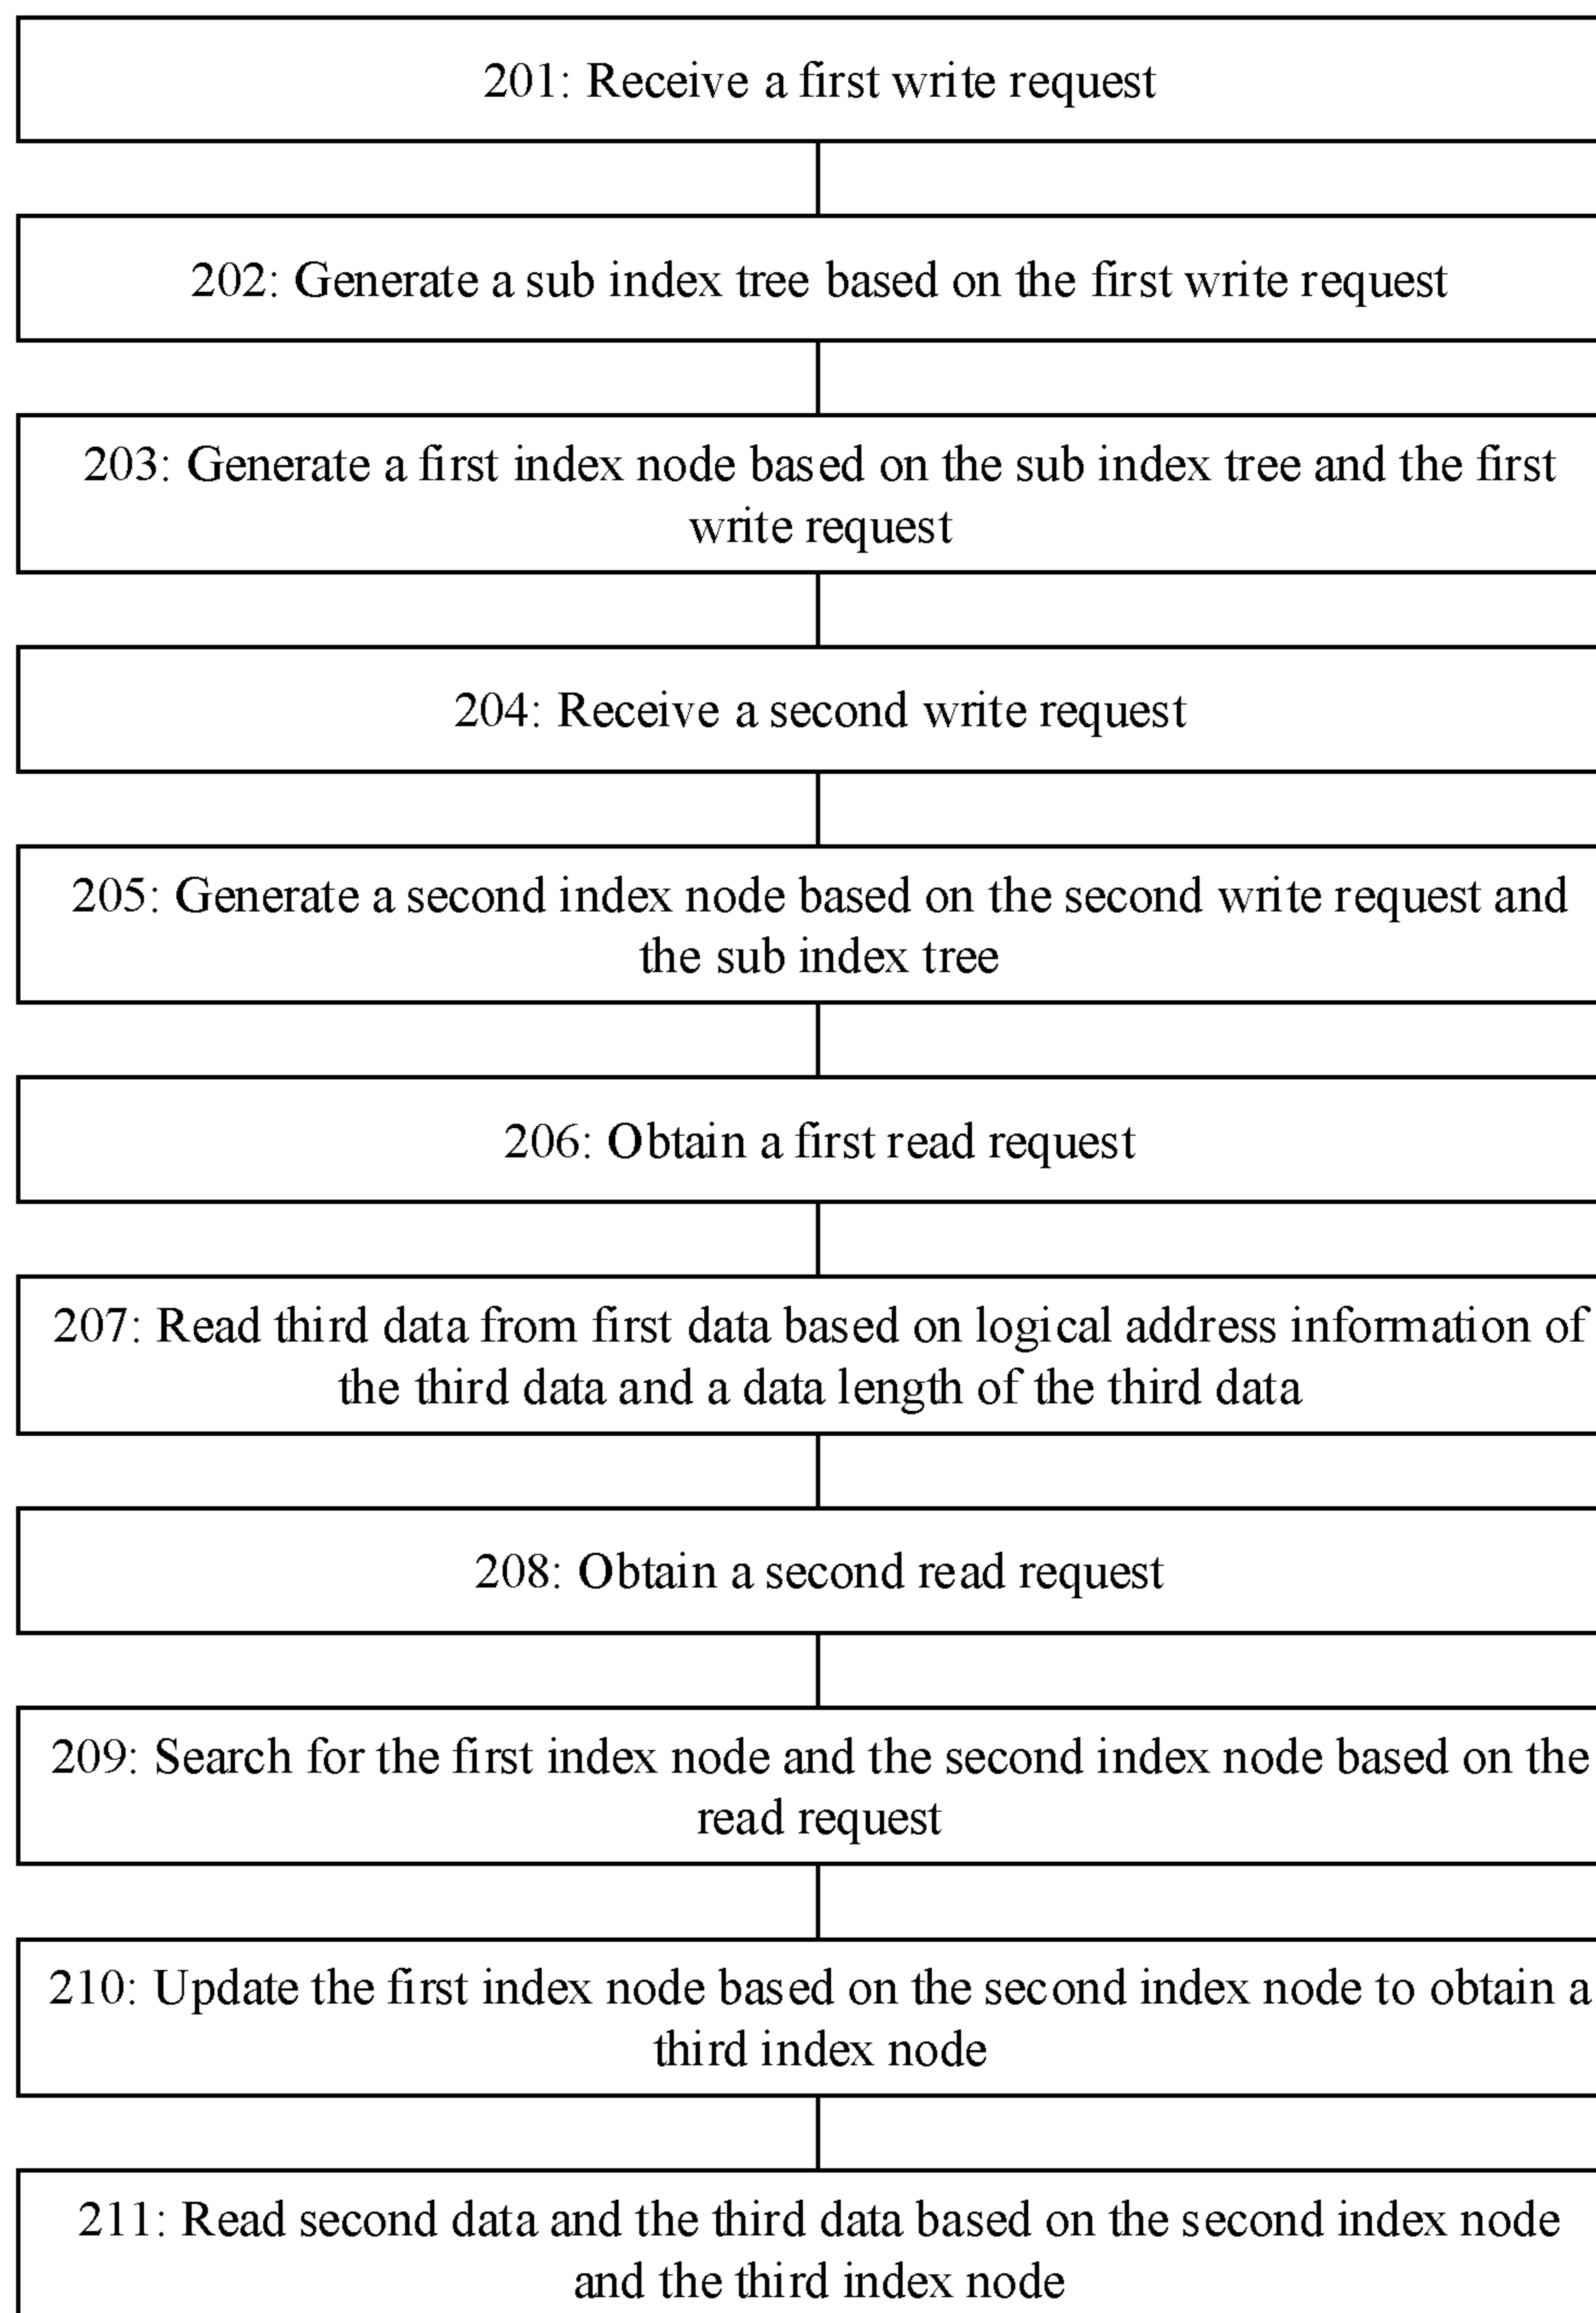 201: Receive a first write request
202: Generate a sub index tree based on the first write request
203: Generate a first index node based on the sub index tree and the first
write request
204: Receive a second write request
205: Generate a second index node based on the second write request and
the sub index tree
206: Obtain a first read request
207: Read third data from first data based on logical address information of
the third data and a data length of the third data
208: Obtain a second read request
209: Search for the first index node and the second index node based on the
read request
210: Update the first index node based on the second index node to obtain a
third index node
211: Read second data and the third data based on the second index node
and the third index node